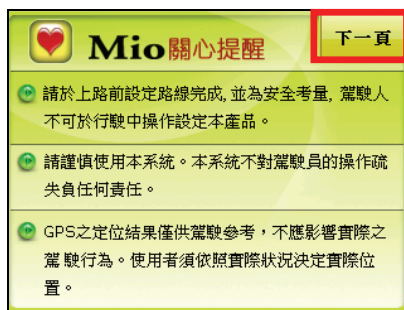 Mio關心提醒
下一頁
請於上路前設定路線完成, 並為安全考量, 駕駛人
不可於行駛中操作設定本產品。
請謹慎使用本系統。本系統不對駕駛員的操作疏
失負任何責任。
GPS之定位結果僅供駕駛參考，不應影響實際之
駕駛行為。使用者須依照實際狀況決定實際位
置。